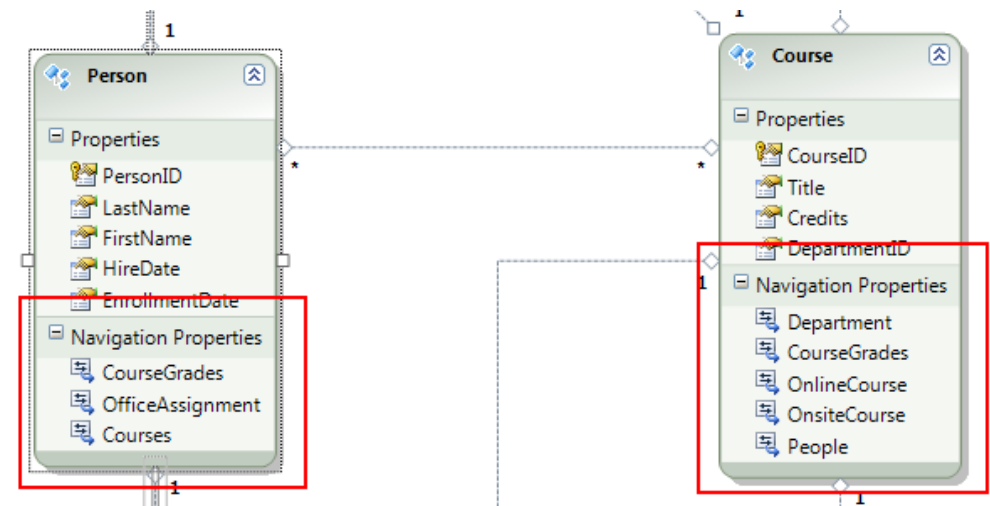 1
Person
Properties
PersonID
LastName
FirstName
HireDate
EnrollmentDate
Navigation Properties
CourseGrades
OfficeAssignment
Courses
1
*
*
1
Course
Properties
CourseID
Title
Credits
DepartmentID
1
Navigation Properties
Department
CourseGrades
OnlineCourse
OnsiteCourse
People
1